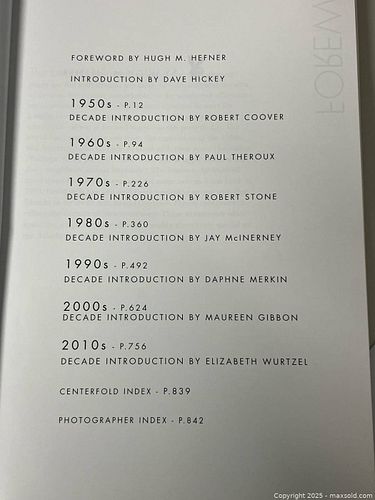 FOREWORD BY HUGH M. HEFNER
INTRODUCTION BY DAVE HICKEY
1950s - P.12
DECADE INTRODUCTION BY ROBERT COOVER
1960s - P.94
DECADE INTRODUCTION BY PAUL THEROUX
1970s - P.226
DECADE INTRODUCTION BY ROBERT STONE
1980s - P.360
DECADE INTRODUCTION BY JAY McINERNEY
1990s - P.492
DECADE INTRODUCTION BY DAPHNE MERKIN
2000s - P.624
DECADE INTRODUCTION BY MAUREEN GIBBON
2010s - P.756
DECADE INTRODUCTION BY ELIZABETH WURTZEL
CENTERFOLD INDEX - P.839
PHOTOGRAPHER INDEX - P.842
Copyright 2025 - maxsold.com